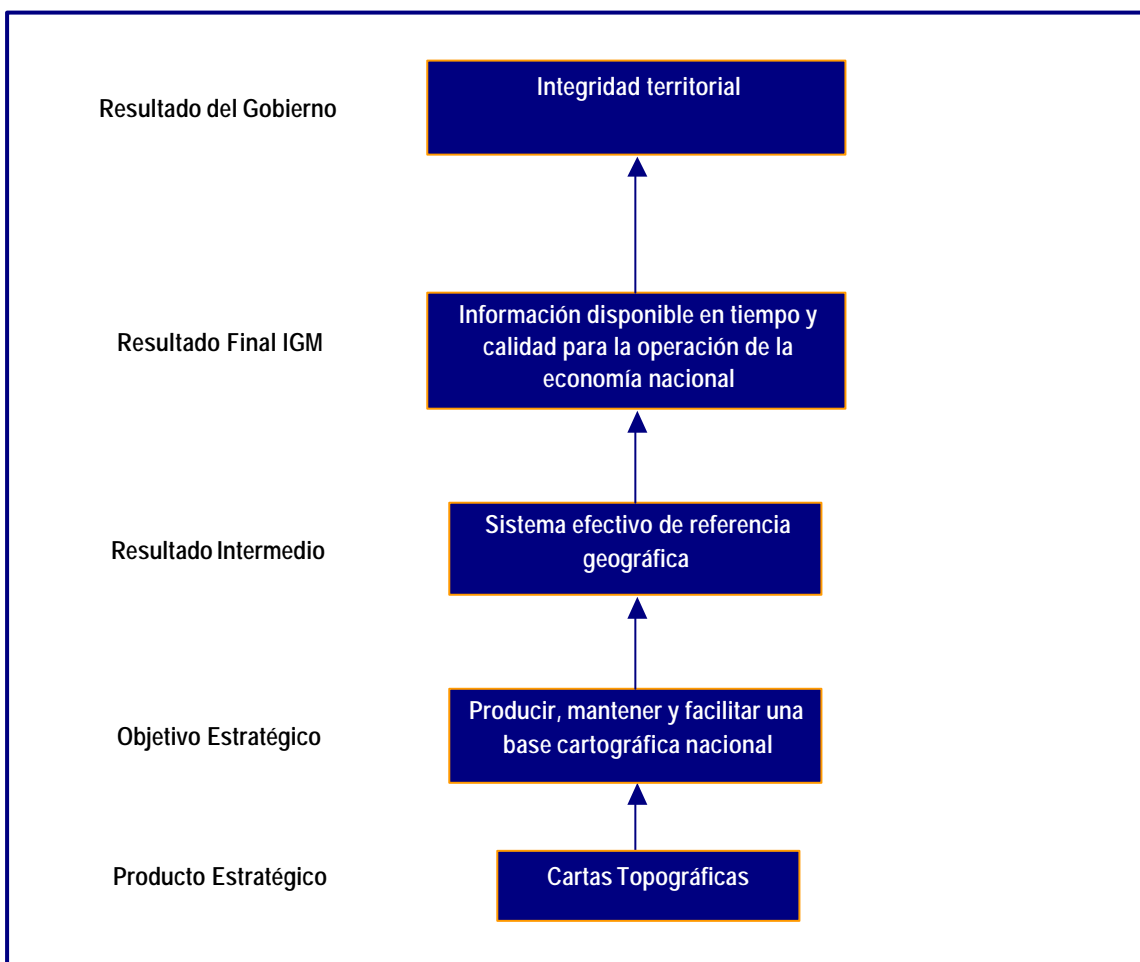 Integridad territorial
Resultado del Gobierno
Información disponible en tiempo y
calidad para la operación de la
economía nacional
Resultado Final IGM
Sistema efectivo de referencia
geográfica
Resultado Intermedio
Producir, mantener y facilitar una
base cartográfica nacional
Objetivo Estratégico
Cartas Topográficas
Producto Estratégico